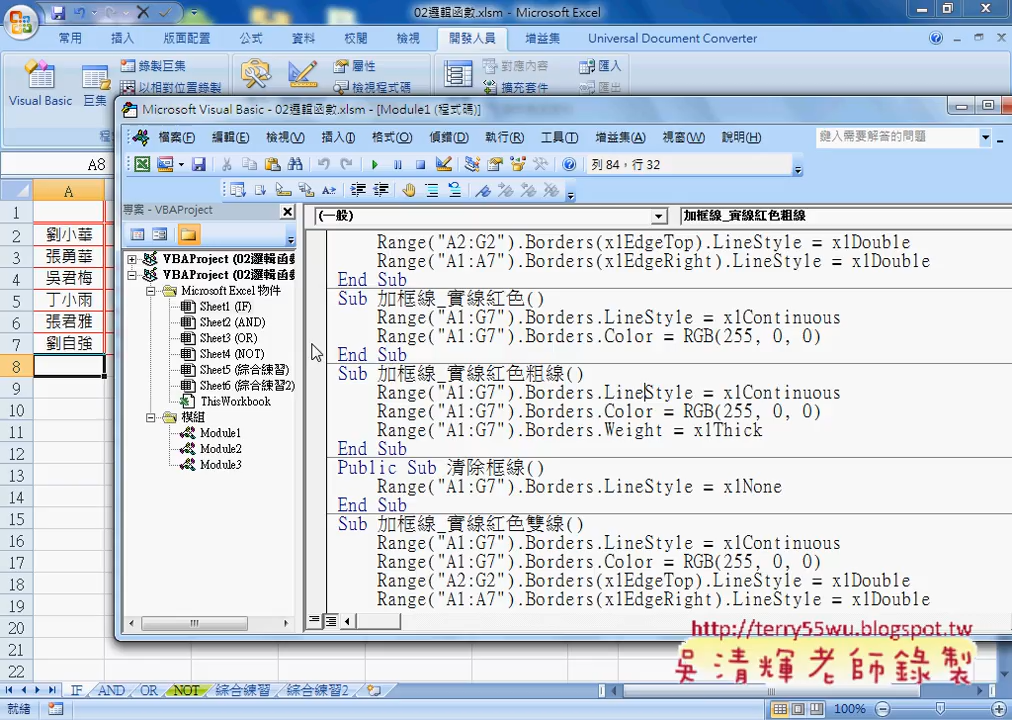 02邏輯函數.xlsm - Microsoft Excel
常用 插入 版面配置 公式 資料 校閱 檢視 開發人員 增益集 Universal Document Converter
Visual Basic 巨集 錄製巨集 以相對位置錄製 屬性 檢視程式碼 對應內容 擴充套件 匯入 匯出
Microsoft Visual Basic - 02邏輯函數.xlsm - [Module1 (程式碼)]
檔案(F) 編輯(E) 檢視(V) 插入(I) 格式(O) 偵錯(D) 執行(R) 工具(T) 增益集(A) 視窗(W) 說明(H) 鍵入需要解答的問題
列 84，行 32
A8
專案 - VBAProject
(一般) 加框線_實線紅色粗線
A
1
2 劉小華
3 張勇華
4 吳君梅
5 丁小雨
6 張君雅
7 劉自強
8
9
10
11
12
13
14
15
16
17
18
19
20
21
22
VBAProject (02邏輯函數
VBAProject (02邏輯函數
Microsoft Excel 物件
Sheet1 (IF)
Sheet2 (AND)
Sheet3 (OR)
Sheet4 (NOT)
Sheet5 (綜合練習)
Sheet6 (綜合練習2)
ThisWorkbook
模組
Module1
Module2
Module3
Range("A2:G2").Borders(xlEdgeTop).LineStyle = xlDouble
Range("A1:A7").Borders(xlEdgeRight).LineStyle = xlDouble
End Sub
Sub 加框線_實線紅色()
Range("A1:G7").Borders.LineStyle = xlContinuous
Range("A1:G7").Borders.Color = RGB(255, 0, 0)
End Sub
Sub 加框線_實線紅色粗線()
Range("A1:G7").Borders.LineStyle = xlContinuous
Range("A1:G7").Borders.Color = RGB(255, 0, 0)
Range("A1:G7").Borders.Weight = xlThick
End Sub
Public Sub 清除框線()
Range("A1:G7").Borders.LineStyle = xlNone
End Sub
Sub 加框線_實線紅色雙線()
Range("A1:G7").Borders.LineStyle = xlContinuous
Range("A1:G7").Borders.Color = RGB(255, 0, 0)
Range("A2:G2").Borders(xlEdgeTop).LineStyle = xlDouble
Range("A1:A7").Borders(xlEdgeRight).LineStyle = xlDouble
http://terry55wu.blogspot.tw
吳清輝老師錄製
IF AND OR NOT 綜合練習 綜合練習2
就緒 100%